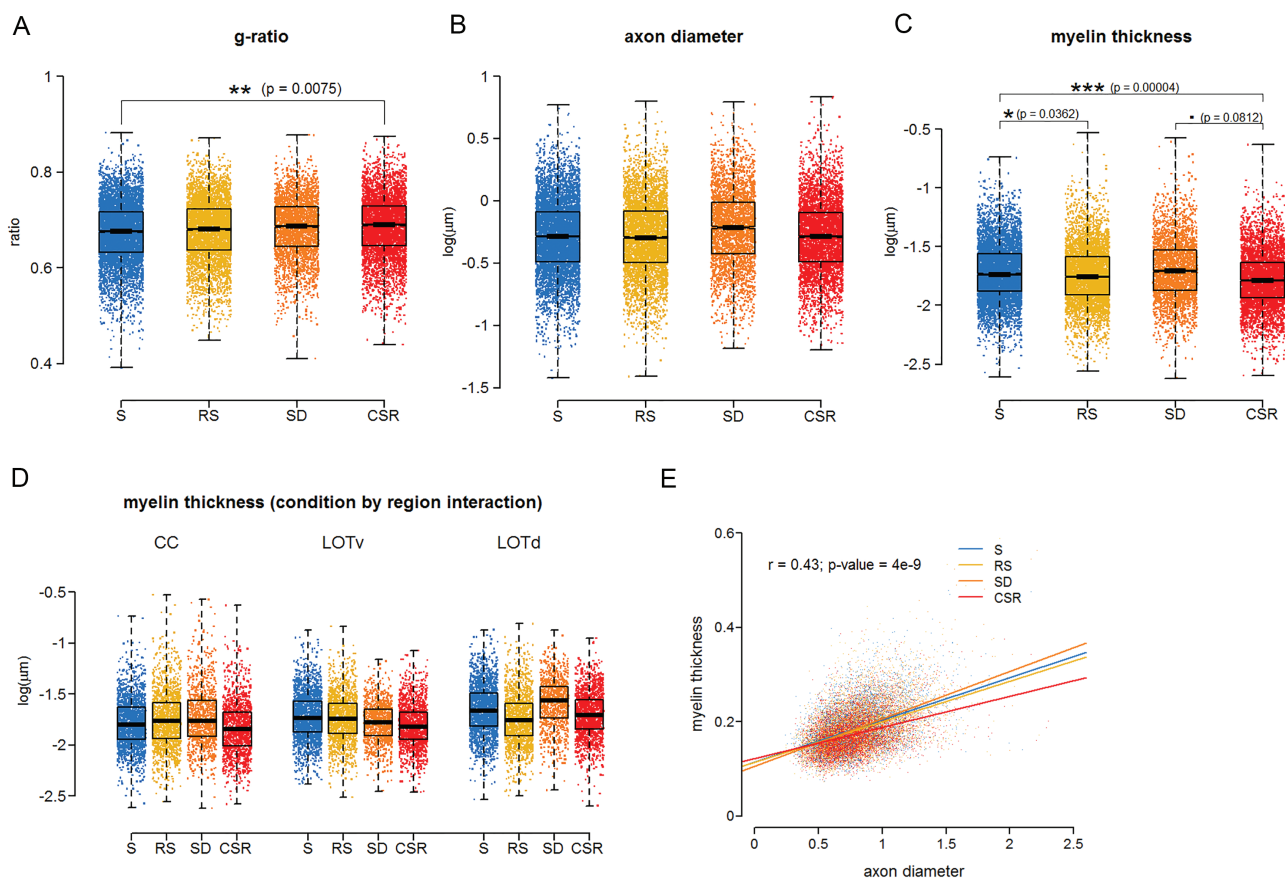 A
g-ratio
** (p = 0.0075)
1
0.8
0.6
0.4
ratio
S RS SD CSR
B
axon diameter
1
0.5
0
-0.5
-1
-1.5
log(μm)
S RS SD CSR
C
myelin thickness
*** (p = 0.00004)
* (p = 0.0362)
▪ (p = 0.0812)
-0.5
-1
-1.5
-2
-2.5
log(μm)
S RS SD CSR
D
myelin thickness (condition by region interaction)
CC LOTv LOTd
-0.5
-1
-1.5
-2
-2.5
log(μm)
S RS SD CSR S RS SD CSR S RS SD CSR
E
r = 0.43; p-value = 4e-9
S
RS
SD
CSR
0.6
0.4
0.2
0
myelin thickness
0 0.5 1 1.5 2 2.5
axon diameter